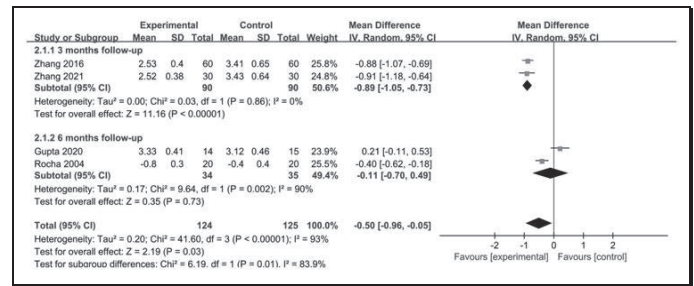 Experimental Control Mean Difference Mean Difference
Study or Subgroup Mean SD Total Mean SD Total Weight IV, Random, 95% CI IV, Random, 95% CI
2.1.1 3 months follow-up
Zhang 2016 2.53 0.4 60 3.41 0.65 60 25.8% -0.88 [-1.07, -0.69]
Zhang 2021 2.52 0.38 30 3.43 0.64 30 24.8% -0.91 [-1.18, -0.64]
Subtotal (95% CI) 90 90 50.6% -0.89 [-1.05, -0.73]
Heterogeneity: Tau² = 0.00; Chi² = 0.03, df = 1 (P = 0.86); I² = 0%
Test for overall effect: Z = 11.16 (P < 0.00001)
2.1.2 6 months follow-up
Gupta 2020 3.33 0.41 14 3.12 0.46 15 23.9% 0.21 [-0.11, 0.53]
Rocha 2004 -0.8 0.3 20 -0.4 0.4 20 25.5% -0.40 [-0.62, -0.18]
Subtotal (95% CI) 34 35 49.4% -0.11 [-0.70, 0.49]
Heterogeneity: Tau² = 0.17; Chi² = 9.64, df = 1 (P = 0.002); I² = 90%
Test for overall effect: Z = 0.35 (P = 0.73)
Total (95% CI) 124 125 100.0% -0.50 [-0.96, -0.05]
Heterogeneity: Tau² = 0.20; Chi² = 41.60, df = 3 (P < 0.00001); I² = 93%
Test for overall effect: Z = 2.19 (P = 0.03)
Test for subgroup differences: Chi² = 6.19, df = 1 (P = 0.01), I² = 83.9%
-2 -1 0 1 2
Favours [experimental] Favours [control]